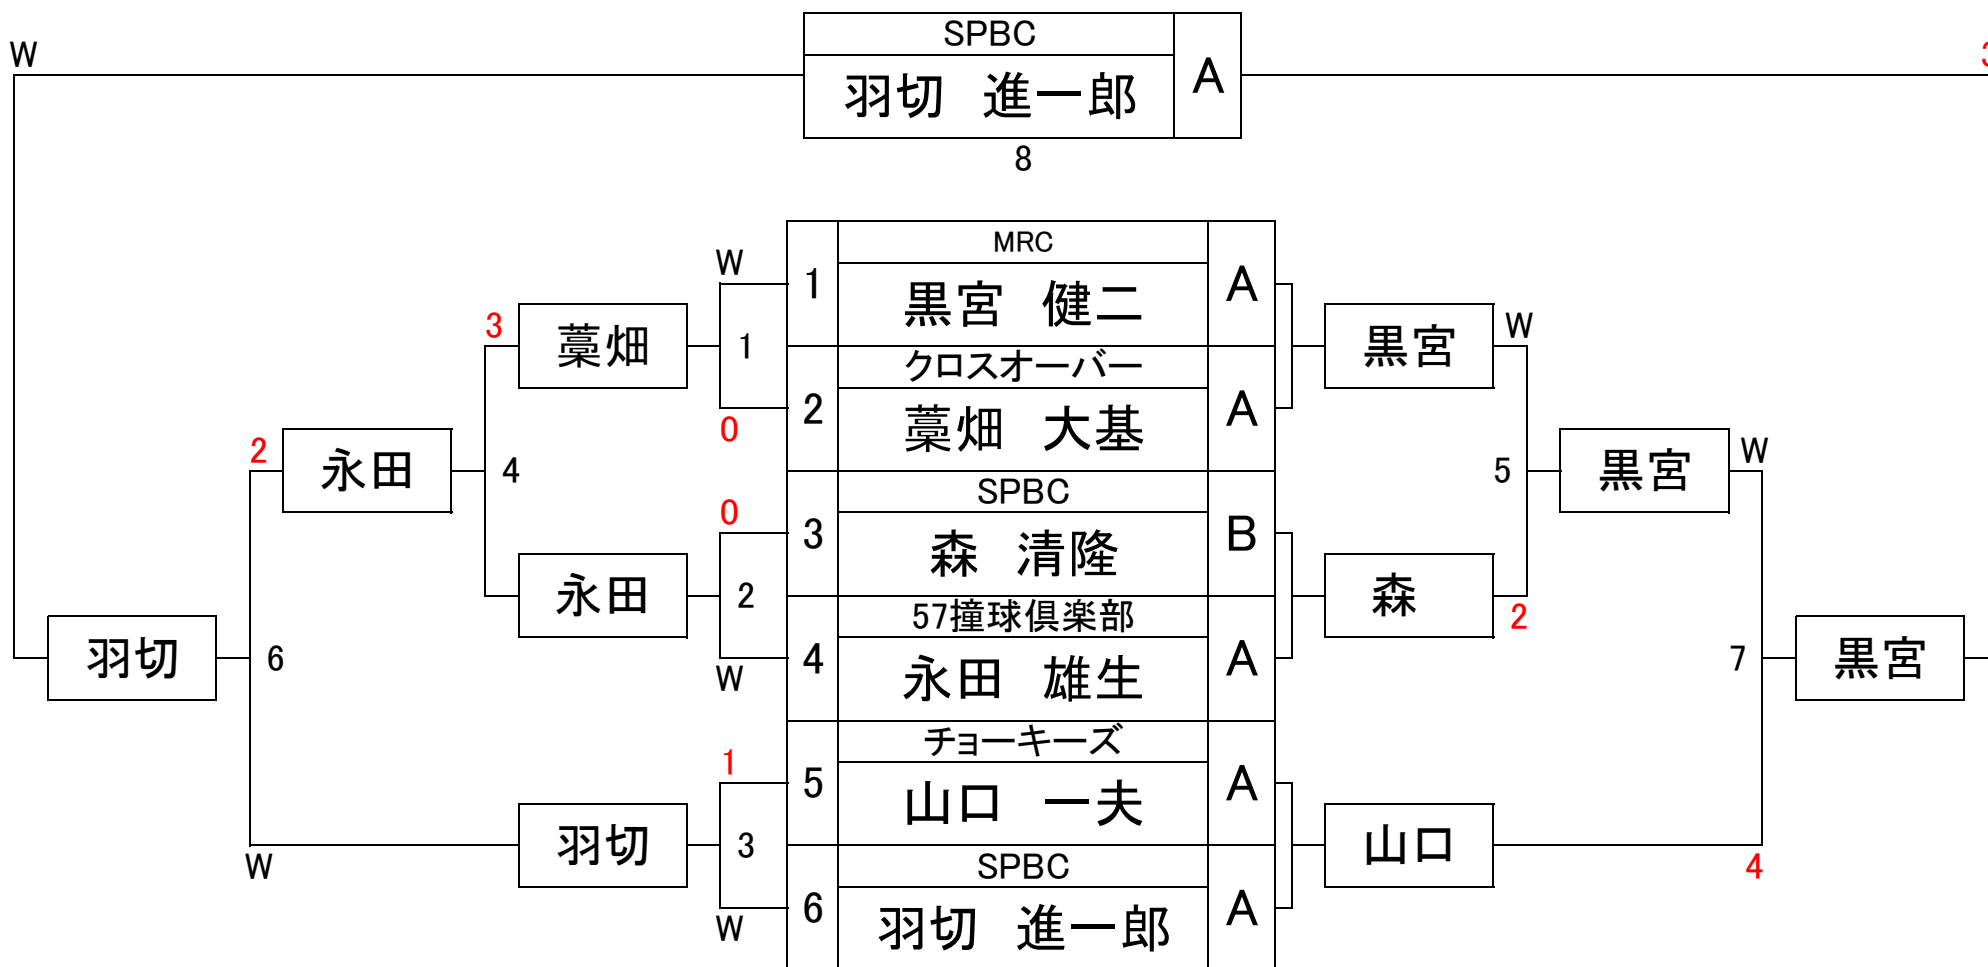 SPBC
W
3
羽切 進一郎
A
8
MRC
W
1
黒宮 健二
A
3
藁畑
1
黒宮
W
クロスオーバー
2
藁畑 大基
A
0
2
永田
4
5
黒宮
W
SPBC
0
3
森 清隆
B
永田
2
森
2
57撞球倶楽部
4
永田 雄生
A
W
羽切
6
7
黒宮
チョーキーズ
1
5
山口 一夫
A
羽切
3
山口
W
4
SPBC
6
羽切 進一郎
A
W